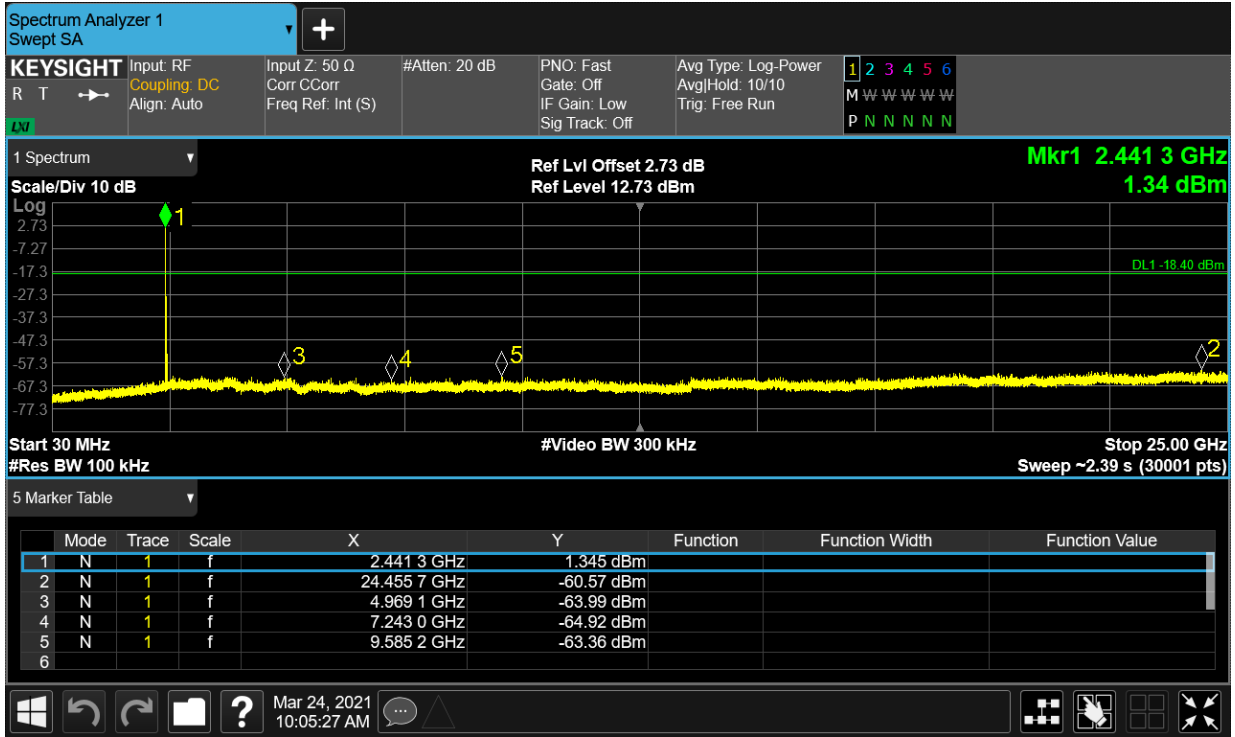 Spectrum Analyzer 1
Swept SA
+
KEYSIGHT
R T
LXI
Input: RF
Coupling: DC
Align: Auto
Input Z: 50 Ω
Corr CCorr
Freq Ref: Int (S)
#Atten: 20 dB
PNO: Fast
Gate: Off
IF Gain: Low
Sig Track: Off
Avg Type: Log-Power
Avg|Hold: 10/10
Trig: Free Run
1 2 3 4 5 6
M W W W W W
P N N N N N
1 Spectrum
Scale/Div 10 dB
Ref Lvl Offset 2.73 dB
Ref Level 12.73 dBm
Mkr1 2.441 3 GHz
1.34 dBm
Log
2.73
-7.27
-17.3
-27.3
-37.3
-47.3
-57.3
-67.3
-77.3
DL1 -18.40 dBm
1
3
4
5
2
Start 30 MHz
#Video BW 300 kHz
Stop 25.00 GHz
#Res BW 100 kHz
Sweep ~2.39 s (30001 pts)
5 Marker Table
Mode Trace Scale X Y Function Function Width Function Value
1 N 1 f 2.441 3 GHz 1.345 dBm
2 N 1 f 24.455 7 GHz -60.57 dBm
3 N 1 f 4.969 1 GHz -63.99 dBm
4 N 1 f 7.243 0 GHz -64.92 dBm
5 N 1 f 9.585 2 GHz -63.36 dBm
6
?
Mar 24, 2021
10:05:27 AM